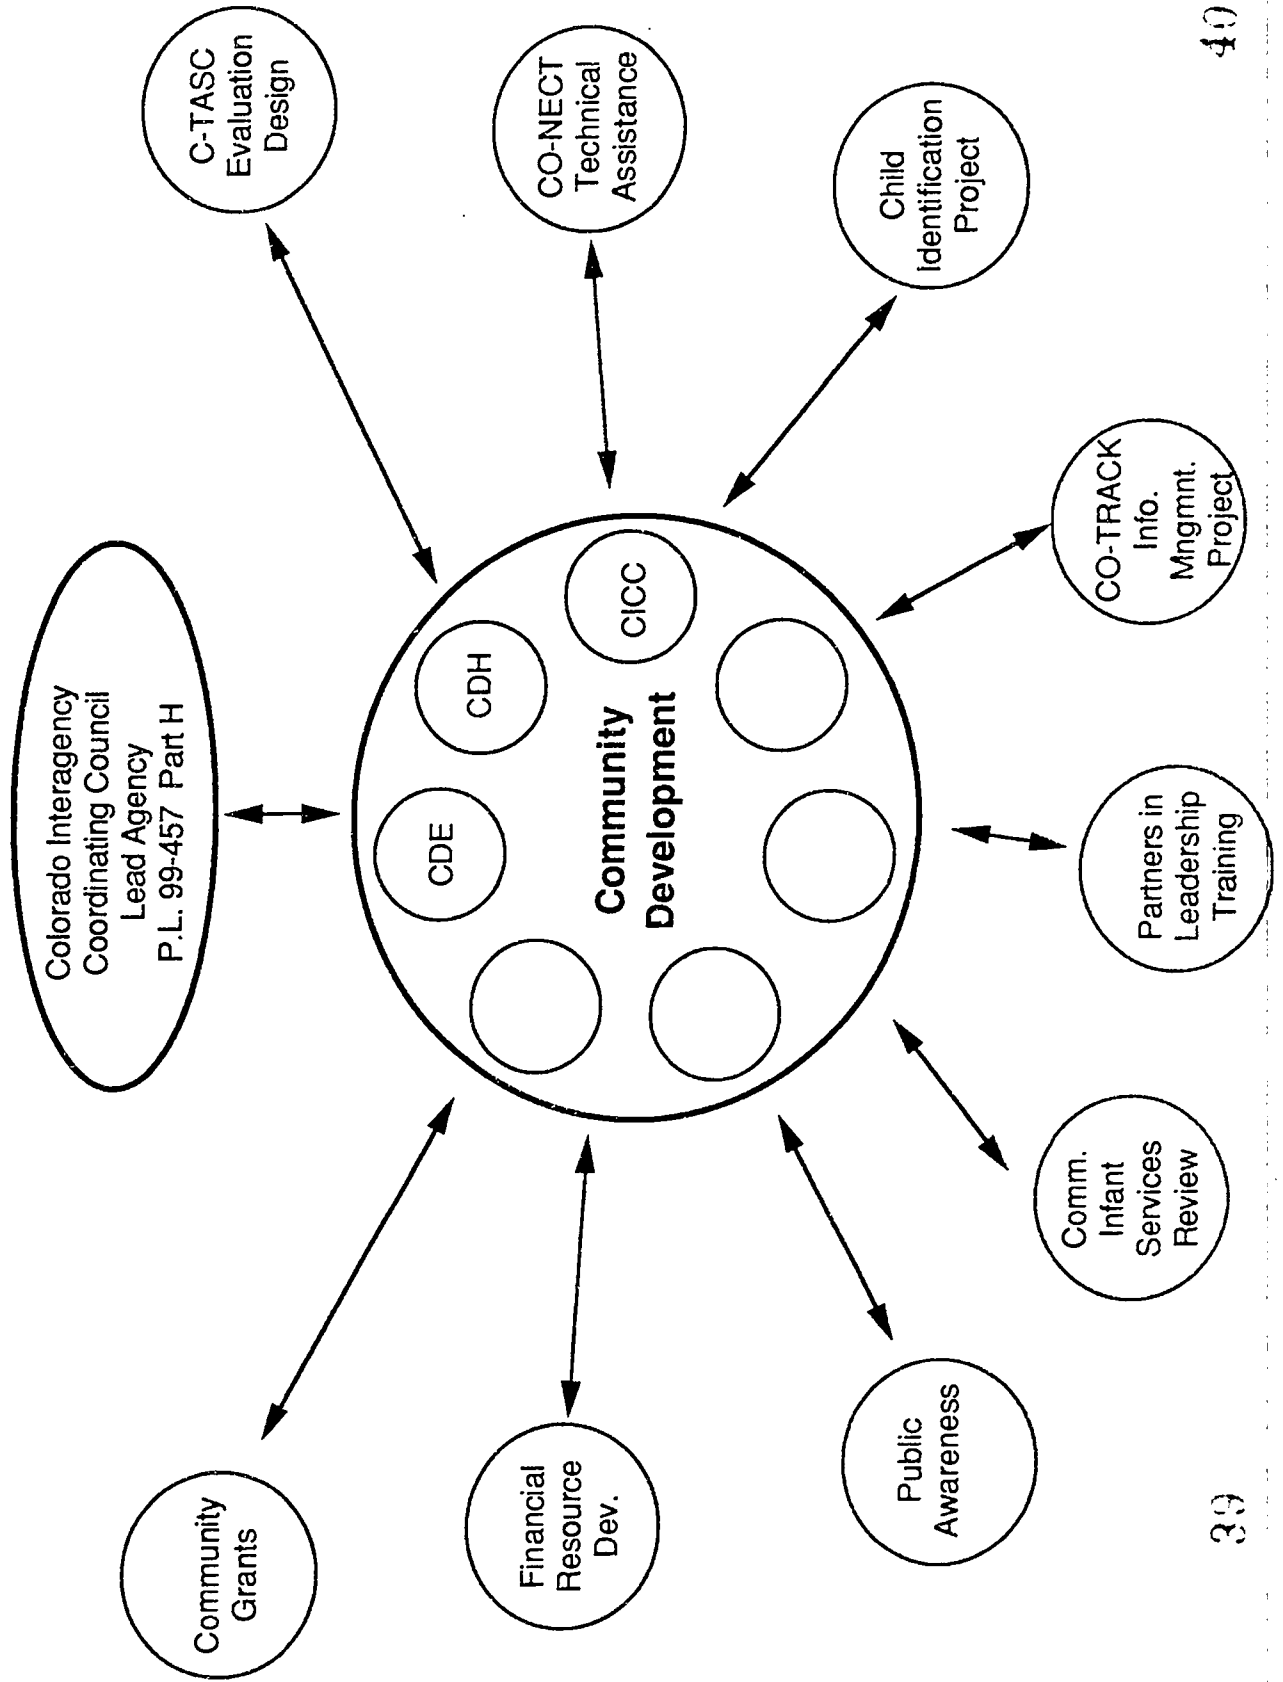 Colorado Interagency
Coordinating Council
Lead Agency
P.L. 99-457 Part H
Community
Grants
C-TASC
Evaluation
Design
CDE
CDH
CICC
Community
Development
Financial
Resource
Dev.
CO-NECT
Technical
Assistance
Public
Awareness
Child
Identification
Project
Comm.
Infant
Services
Review
Partners in
Leadership
Training
CO-TRACK
Info.
Mngmnt.
Project
39
40